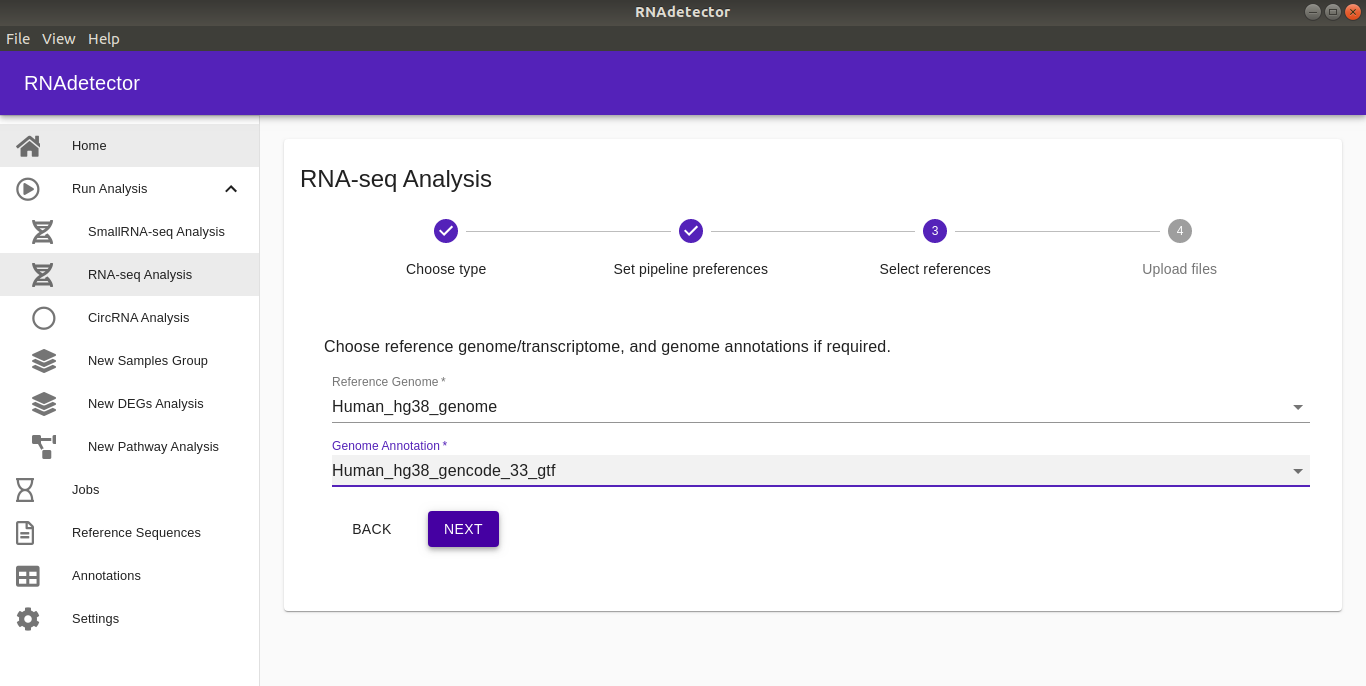 RNAdetector
File View Help
RNAdetector
Home
Run Analysis
SmallRNA-seq Analysis
RNA-seq Analysis
CircRNA Analysis
New Samples Group
New DEGs Analysis
New Pathway Analysis
Jobs
Reference Sequences
Annotations
Settings
RNA-seq Analysis
3
4
Choose type
Set pipeline preferences
Select references
Upload files
Choose reference genome/transcriptome, and genome annotations if required.
Reference Genome *
Human_hg38_genome
Genome Annotation *
Human_hg38_gencode_33_gtf
BACK NEXT